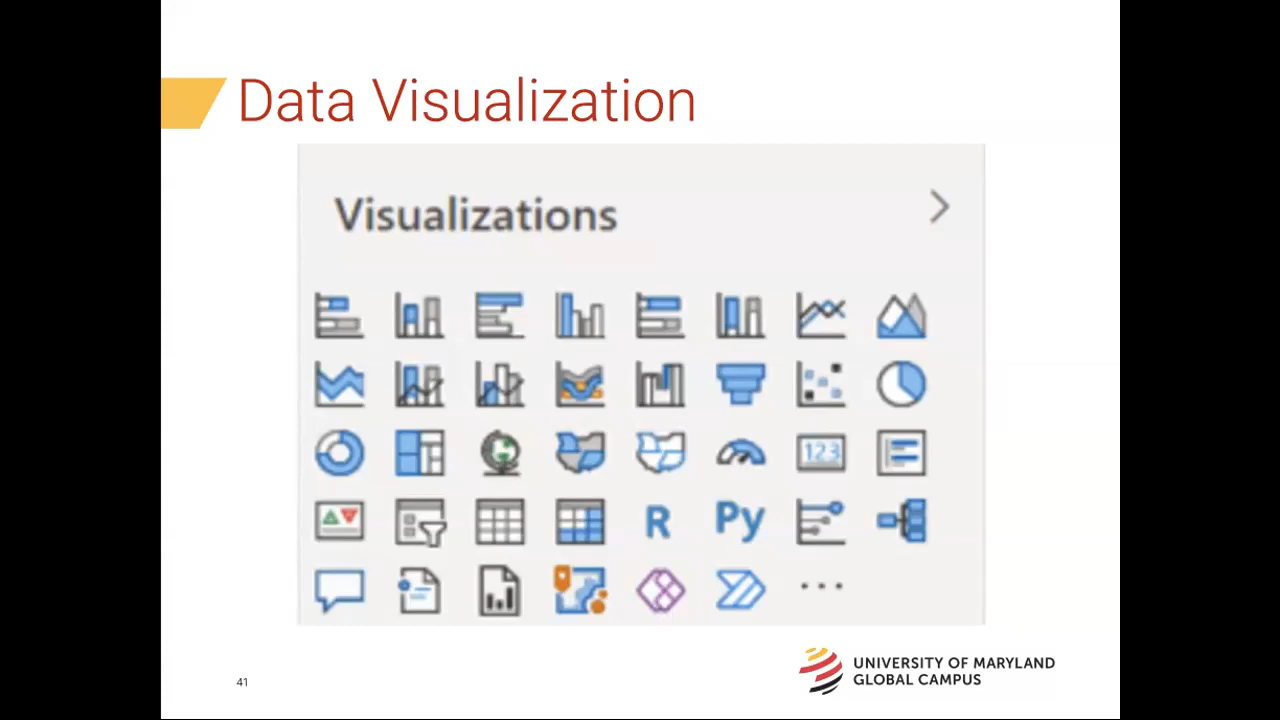 Data Visualization
Visualizations
123
R
Py
41
UNIVERSITY OF MARYLAND
GLOBAL CAMPUS